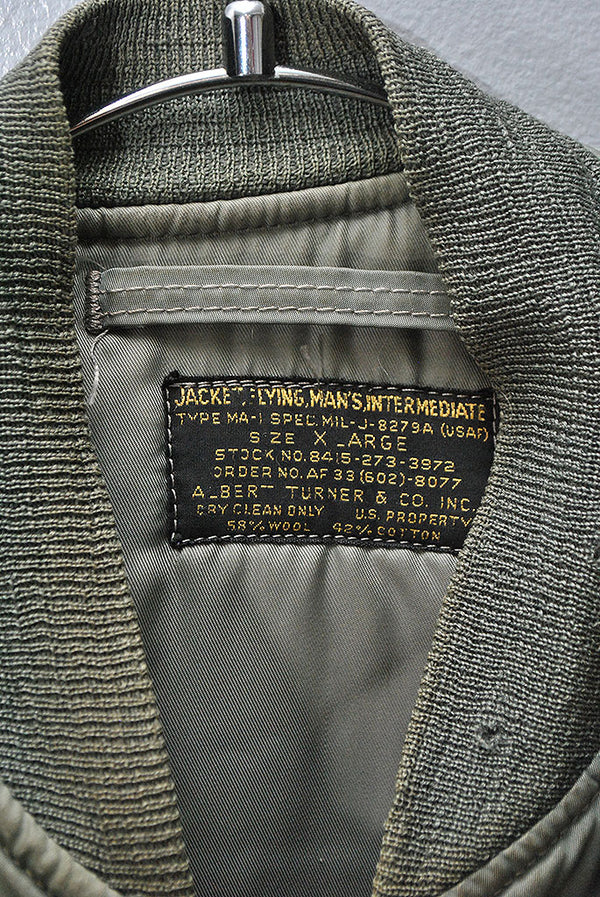 JACKET, FLYING, MAN'S, INTERMEDIATE
TYPE MA-1 SPEC. MIL-J-8279A (USAF)
SIZE X LARGE
STOCK NO. 8415-273-3972
ORDER NO. AF 33 (602)-8077
ALBERT TURNER & CO. INC.
DRY CLEAN ONLY U.S. PROPERTY
58% WOOL 42% COTTON